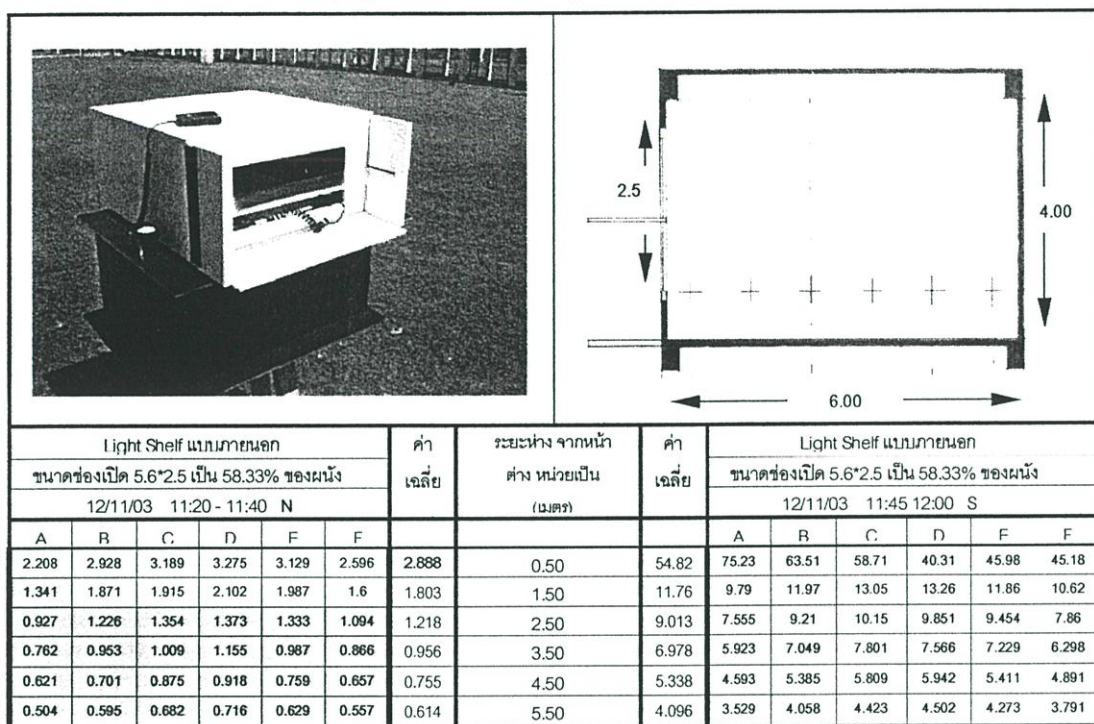 2.5
4.00
6.00
Light Shelf แบบภายนอก ค่า ระยะห่าง จากหน้า ค่า Light Shelf แบบภายนอก
ขนาดช่องเปิด 5.6*2.5 เป็น 58.33% ของผนัง เฉลี่ย ต่าง หน่วยเป็น เฉลี่ย ขนาดช่องเปิด 5.6*2.5 เป็น 58.33% ของผนัง
12/11/03 11:20 - 11:40 N (เมตร) 12/11/03 11:45 12:00 S
A B C D E F A B C D E F
2.208 2.928 3.189 3.275 3.129 2.596 2.888 0.50 54.82 75.23 63.51 58.71 40.31 45.98 45.18
1.341 1.871 1.915 2.102 1.987 1.6 1.803 1.50 11.76 9.79 11.97 13.05 13.26 11.86 10.62
0.927 1.226 1.354 1.373 1.333 1.094 1.218 2.50 9.013 7.555 9.21 10.15 9.851 9.454 7.86
0.762 0.953 1.009 1.155 0.987 0.866 0.956 3.50 6.978 5.923 7.049 7.801 7.566 7.229 6.298
0.621 0.701 0.875 0.918 0.759 0.657 0.755 4.50 5.338 4.593 5.385 5.809 5.942 5.411 4.891
0.504 0.595 0.682 0.716 0.629 0.557 0.614 5.50 4.096 3.529 4.058 4.423 4.502 4.273 3.791